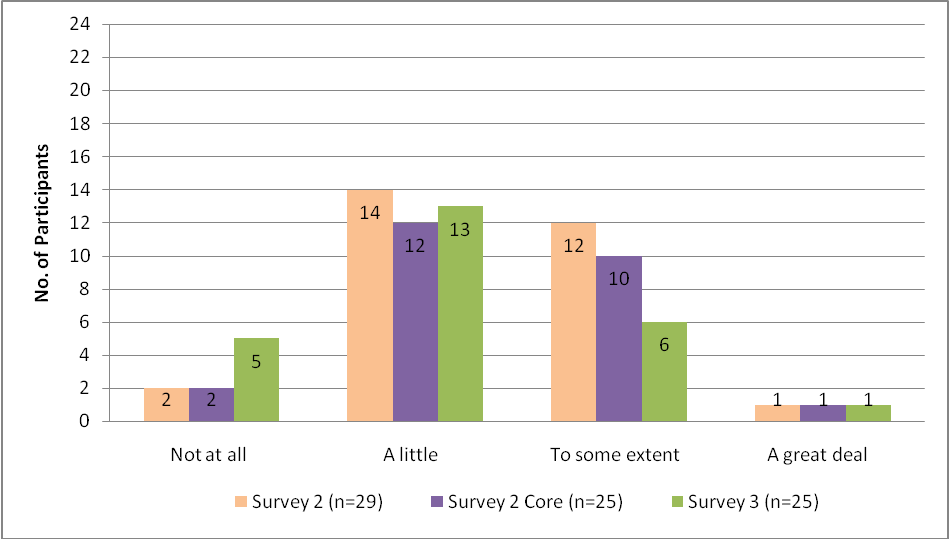 24
22
20
18
16
14
12
10
8
6
4
2
0
No. of Participants
2 2 5
14 12 13
12 10 6
1 1 1
Not at all A little To some extent A great deal
Survey 2 (n=29) Survey 2 Core (n=25) Survey 3 (n=25)